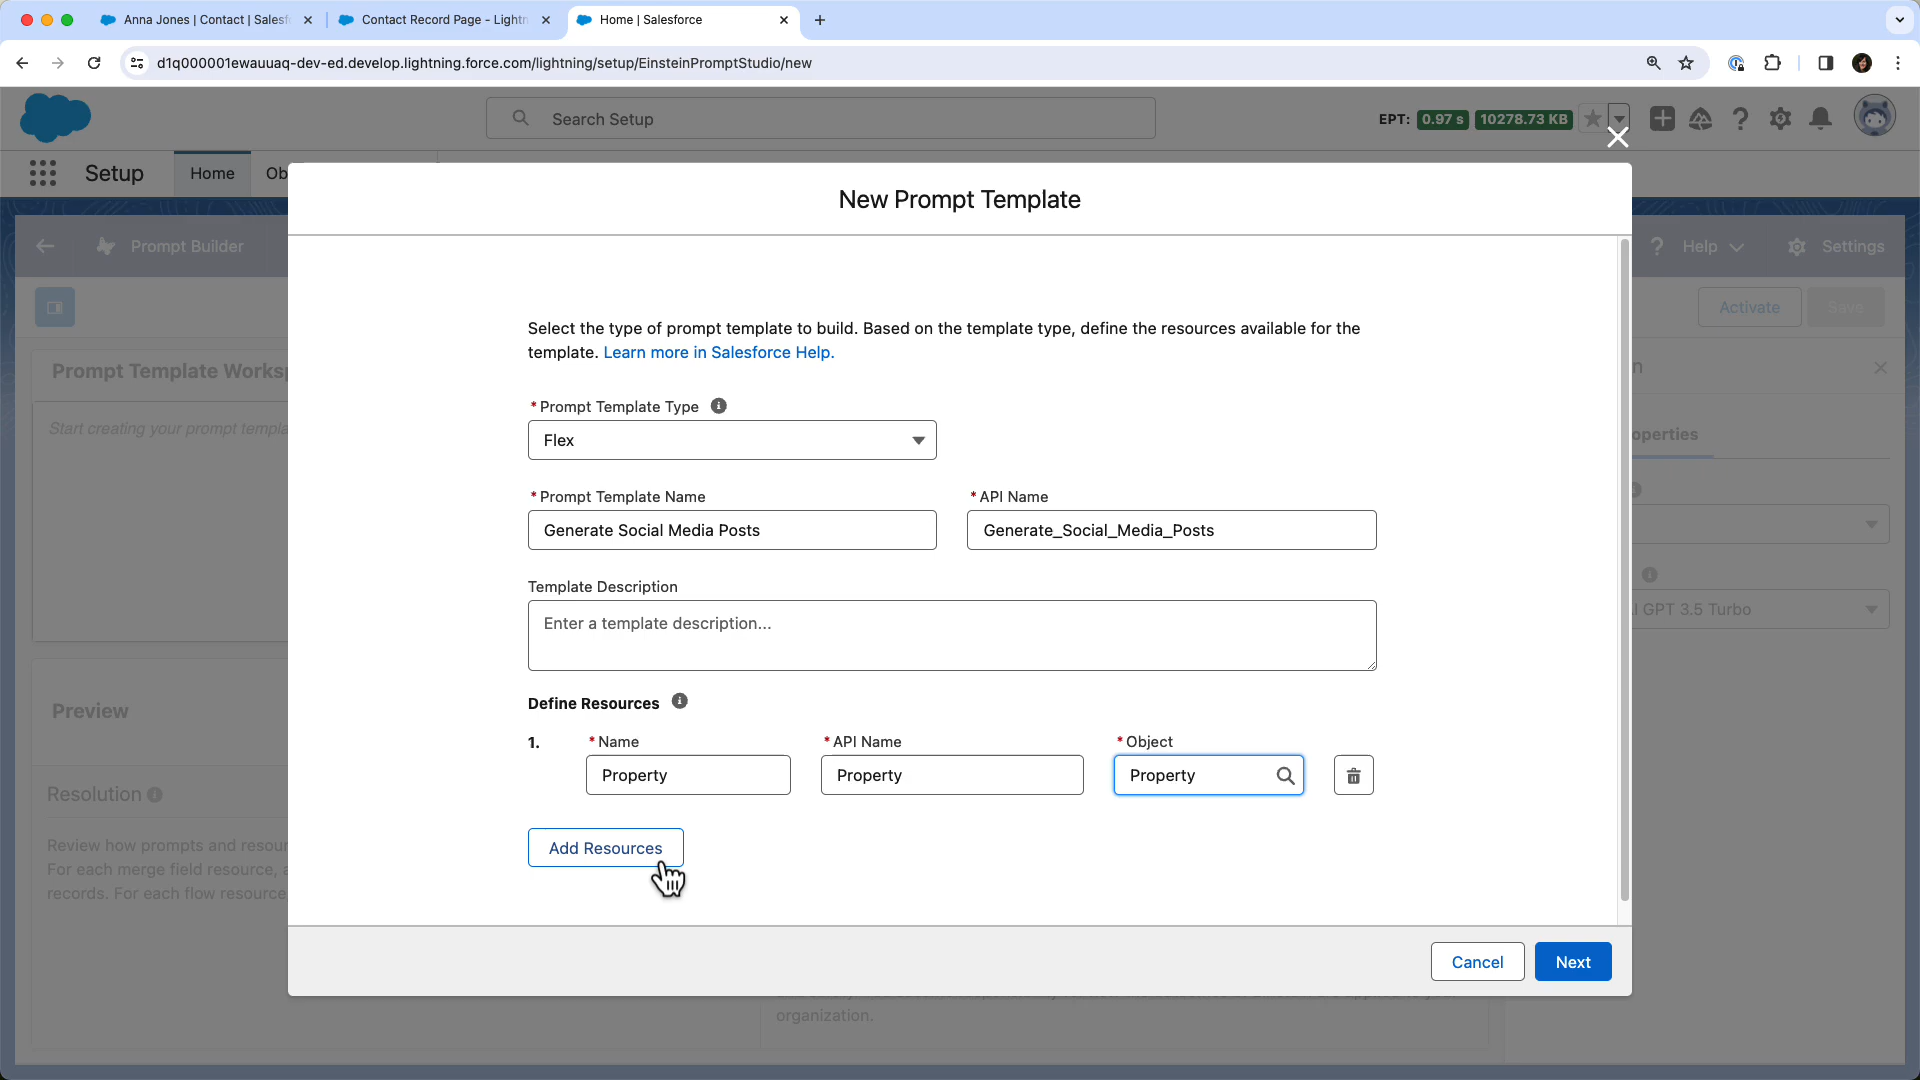 Anna Jones | Contact | Salesf
Contact Record Page - Lightn
Home | Salesforce
d1q000001ewauuaq-dev-ed.develop.lightning.force.com/lightning/setup/EinsteinPromptStudio/new
Search Setup
EPT: 0.97 s 10278.73 KB
Setup
Home
Ob
New Prompt Template
Prompt Builder
Help
Settings
Activate
Save
Prompt Template Worksp
Start creating your prompt templa
Select the type of prompt template to build. Based on the template type, define the resources available for the
template. Learn more in Salesforce Help.
* Prompt Template Type
Flex
* Prompt Template Name
Generate Social Media Posts
* API Name
Generate_Social_Media_Posts
Template Description
Enter a template description...
Define Resources
1.
* Name
Property
* API Name
Property
* Object
Property
Add Resources
Cancel
Next
n
operties
I GPT 3.5 Turbo
Preview
Resolution
Review how prompts and resour
For each merge field resource, a
records. For each flow resource
organization.